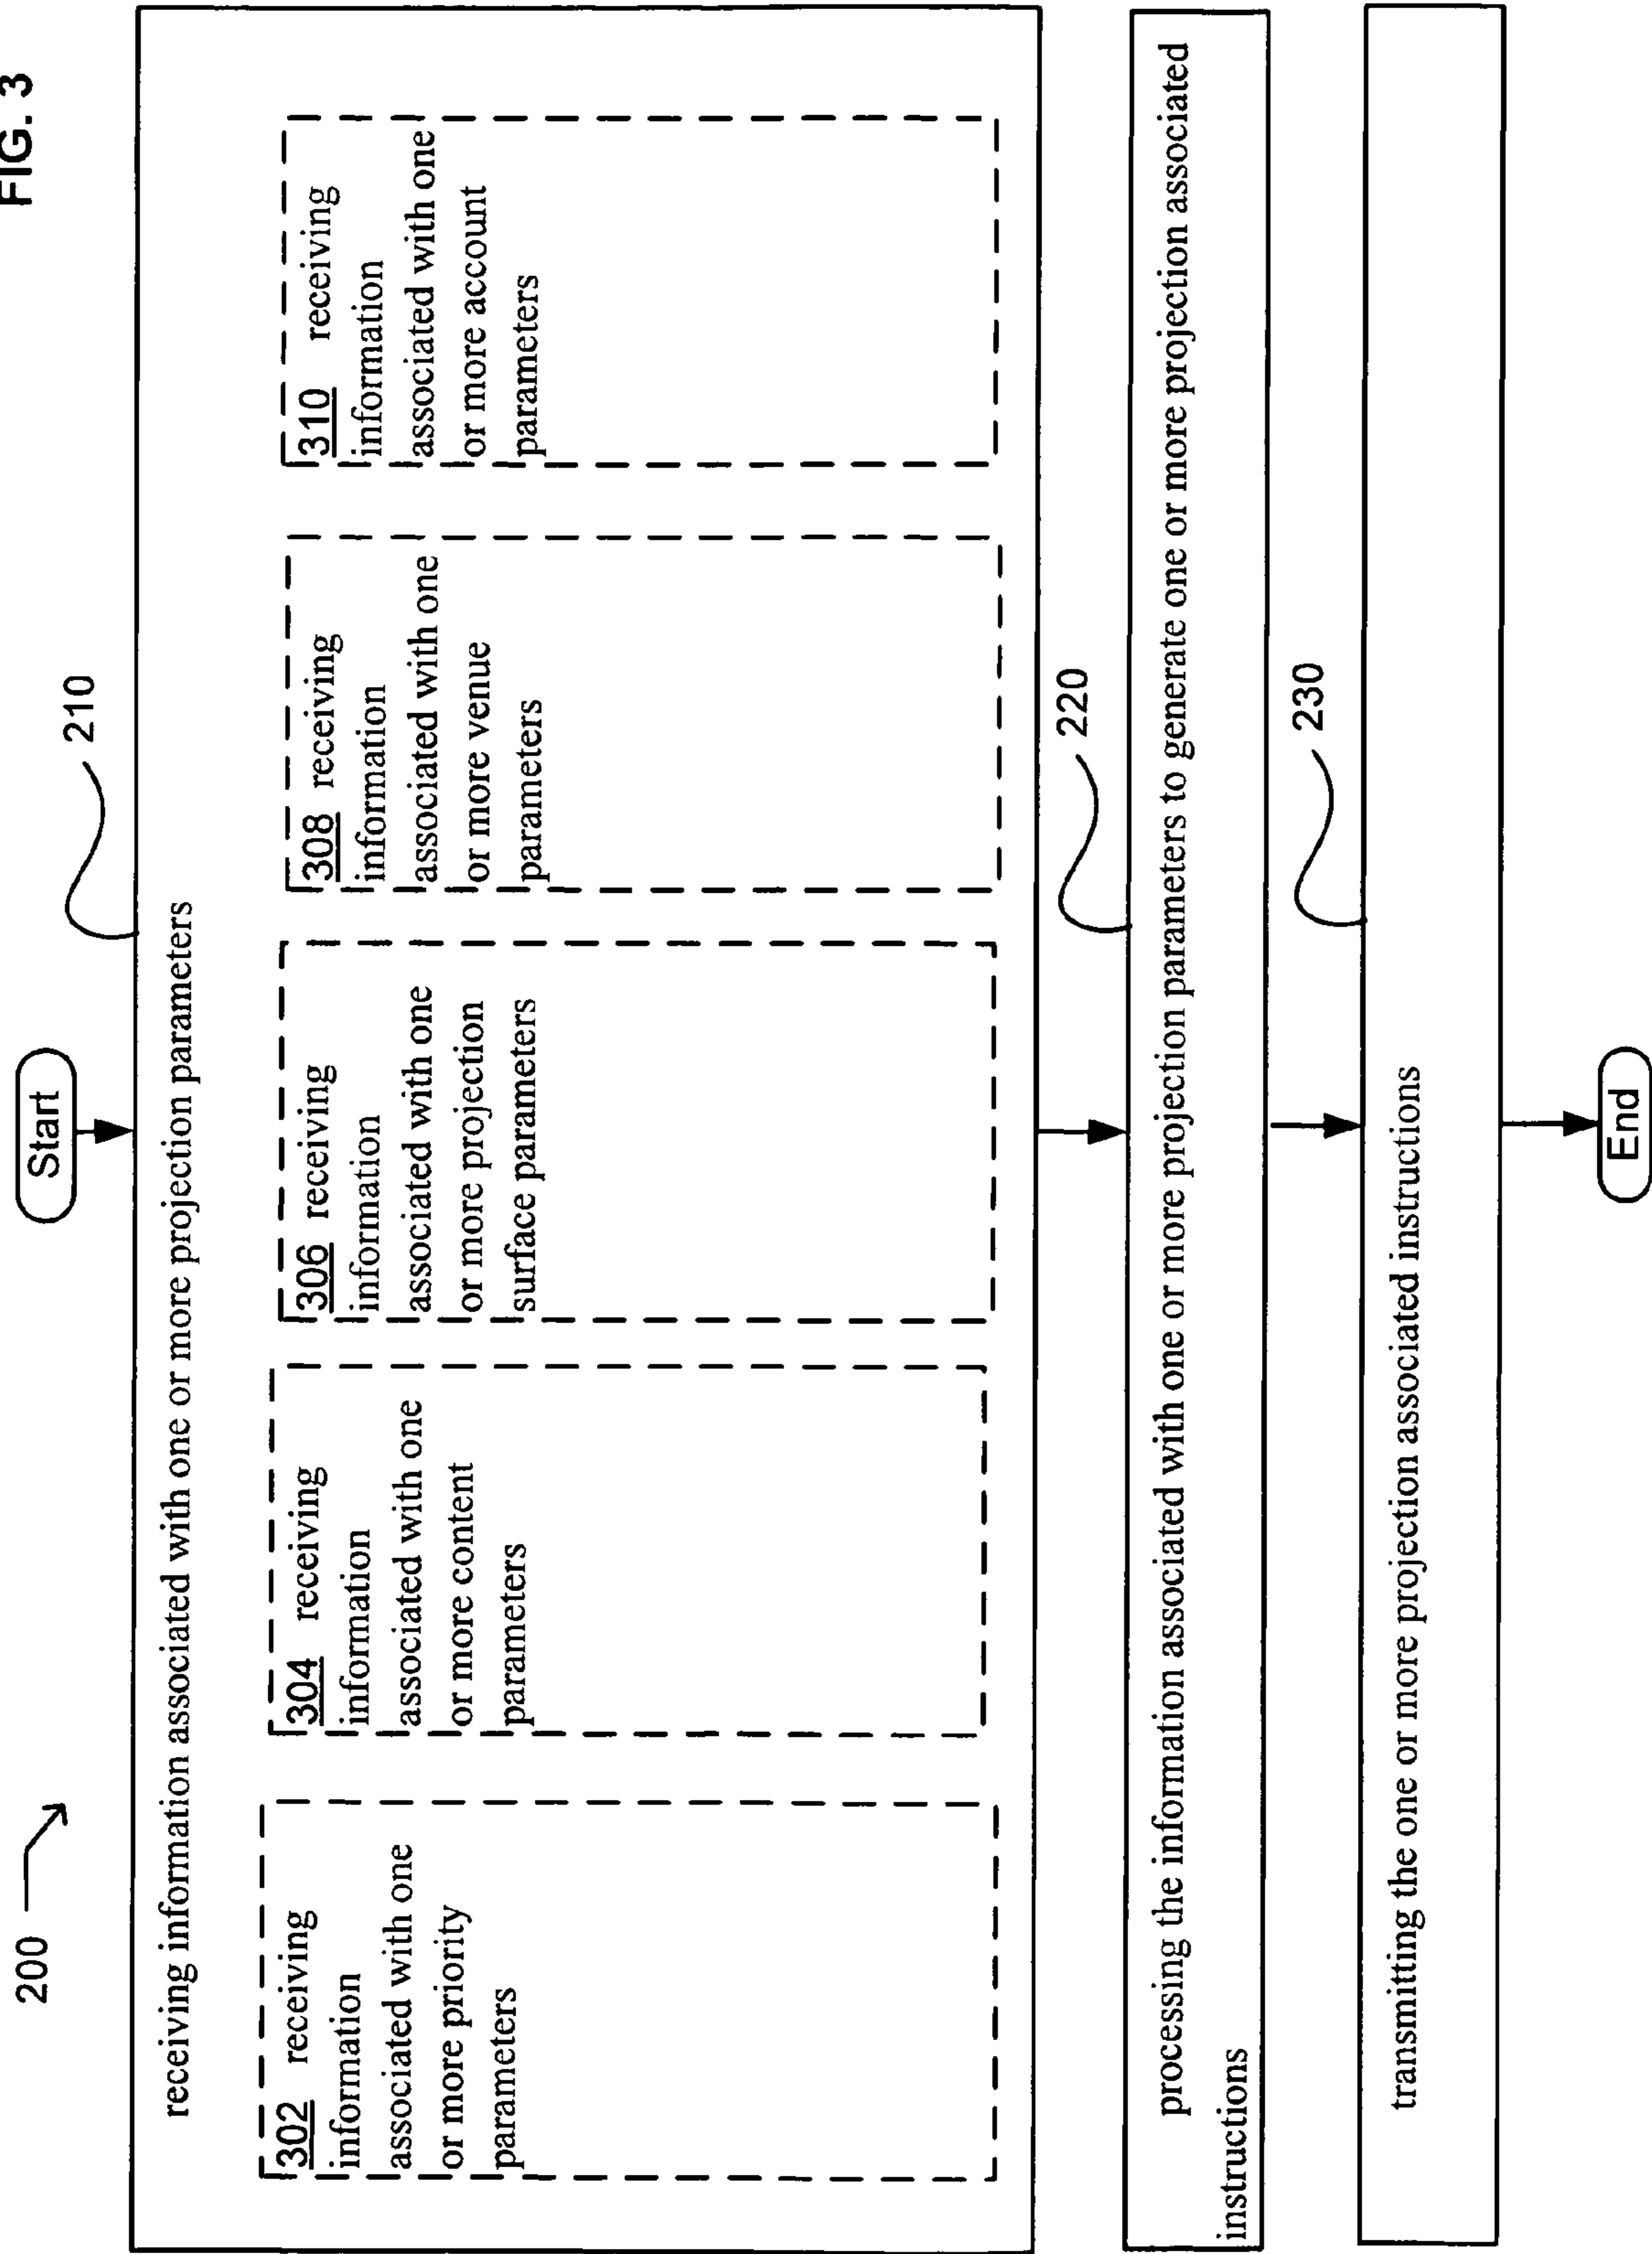 FIG. 3
200
Start
210
receiving information associated with one or more projection parameters
302 receiving
information
associated with one
or more priority
parameters
304 receiving
information
associated with one
or more content
parameters
306 receiving
information
associated with one
or more projection
surface parameters
308 receiving
information
associated with one
or more venue
parameters
310 receiving
information
associated with one
or more account
parameters
220
processing the information associated with one or more projection parameters to generate one or more projection associated
instructions
230
transmitting the one or more projection associated instructions
End